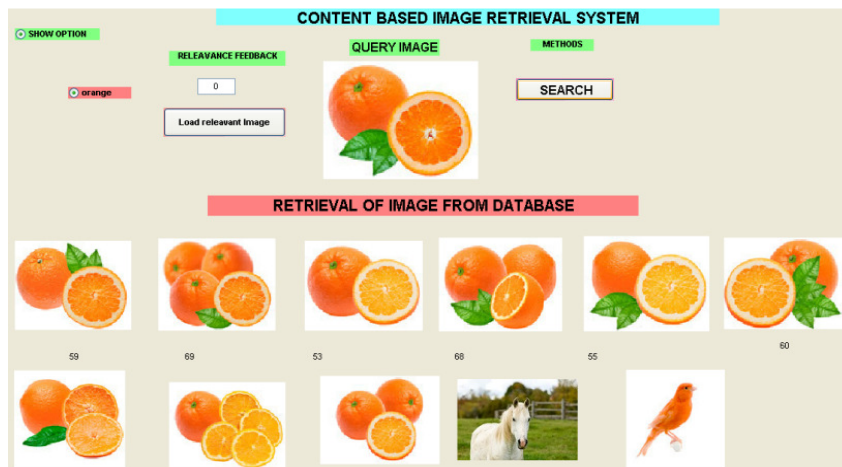 CONTENT BASED IMAGE RETRIEVAL SYSTEM
SHOW OPTION
RELEAVANCE FEEDBACK
QUERY IMAGE
METHODS
orange
0
SEARCH
Load releavant image
RETRIEVAL OF IMAGE FROM DATABASE
59 69 53 68 55 60